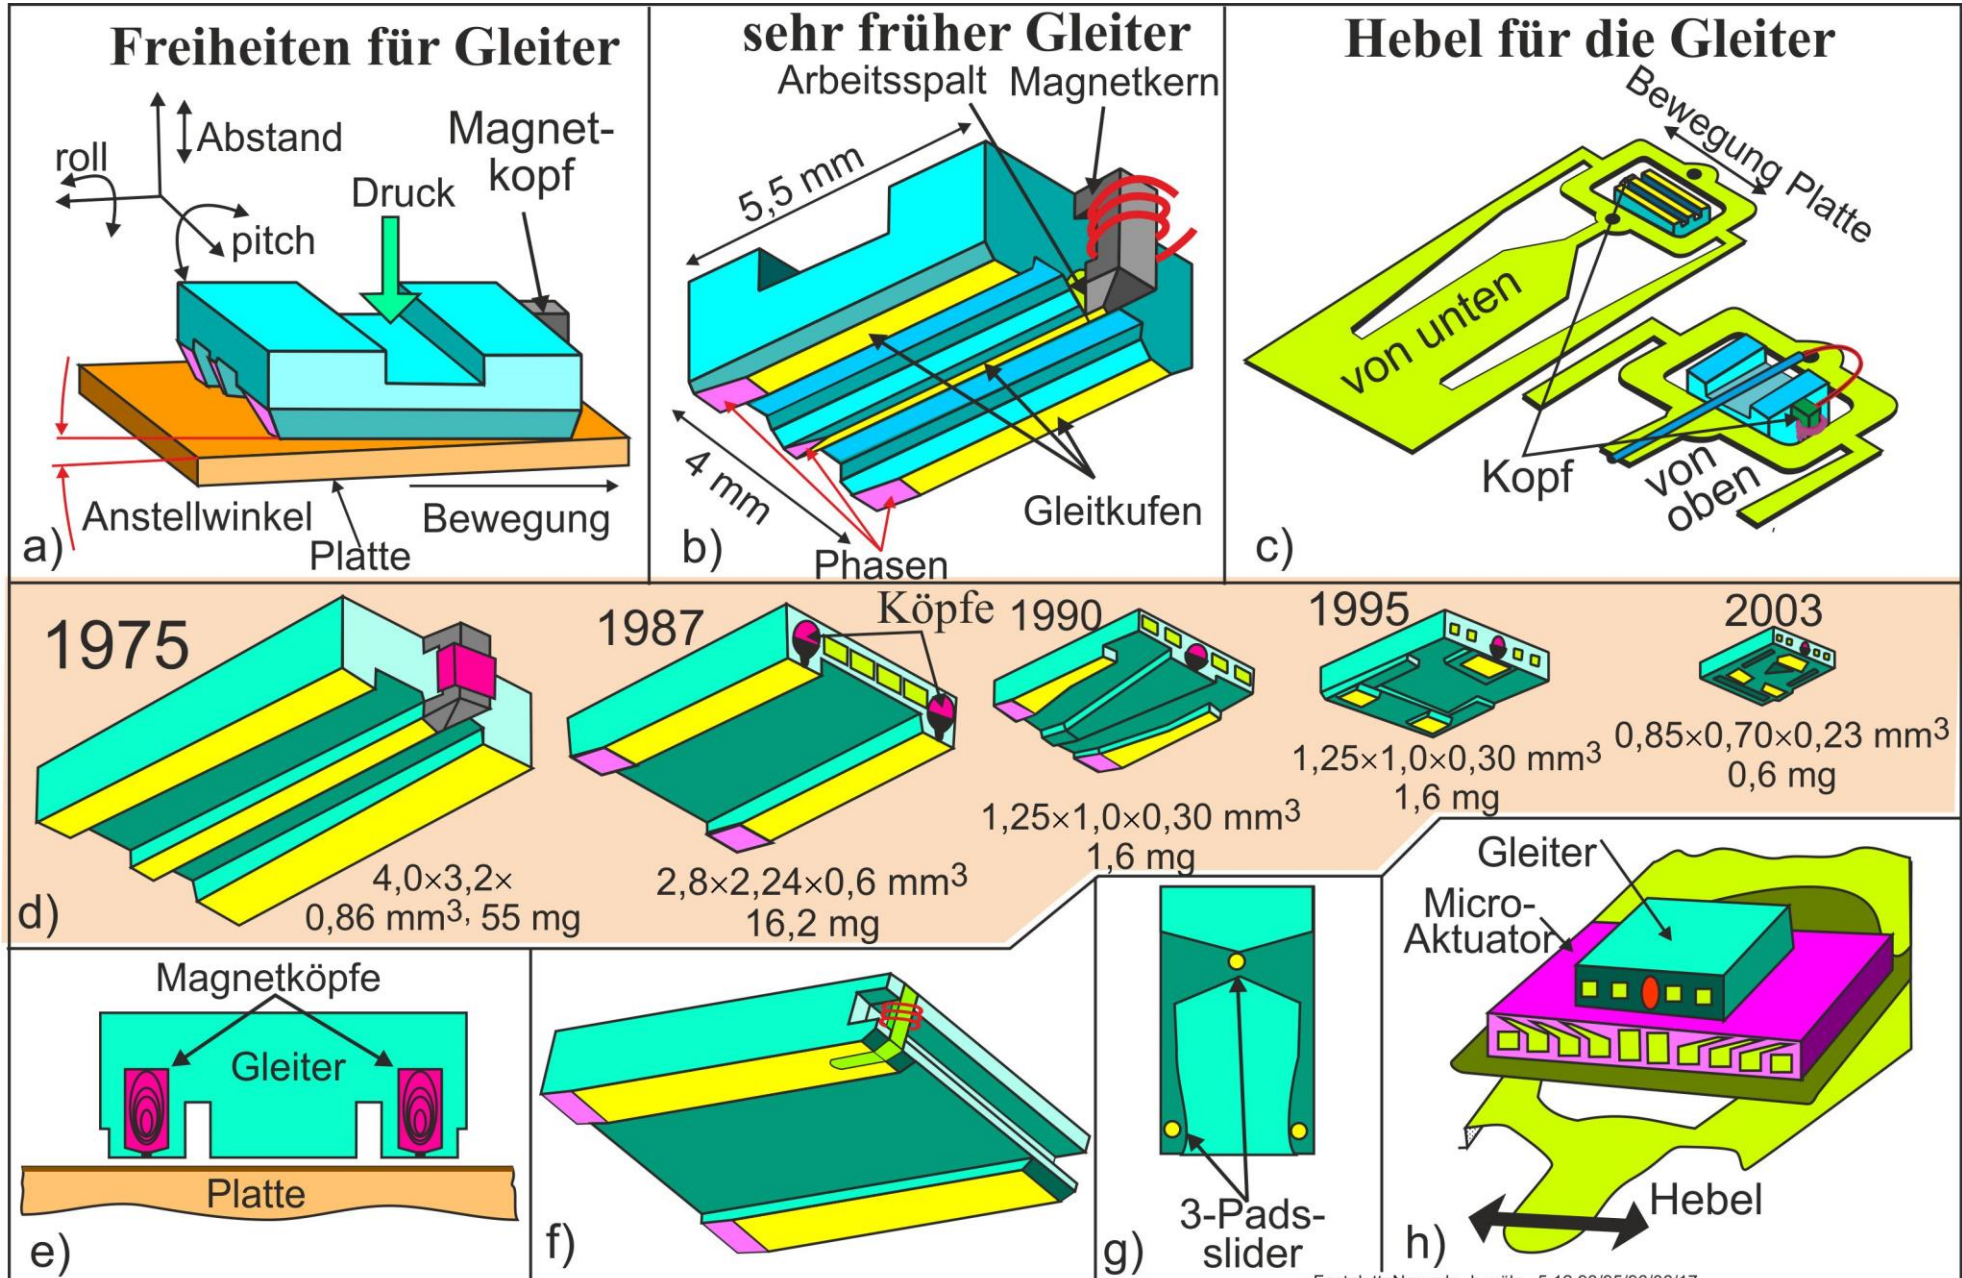 Freiheiten für Gleiter
roll
Abstand
pitch
Druck
Magnet-
kopf
Anstellwinkel
Platte
Bewegung
a)
sehr früher Gleiter
Arbeitsspalt
Magnetkern
5,5 mm
4 mm
Gleitkufen
Phasen
b)
Hebel für die Gleiter
Bewegung Platte
von unten
Kopf
von
oben
c)
1975
4,0×3,2×
0,86 mm³, 55 mg
1987
Köpfe
2,8×2,24×0,6 mm³
16,2 mg
1990
1,25×1,0×0,30 mm³
1,6 mg
1995
1,25×1,0×0,30 mm³
1,6 mg
2003
0,85×0,70×0,23 mm³
0,6 mg
d)
Magnetköpfe
Gleiter
Platte
e)
f)
3-Pads-
slider
g)
Gleiter
Micro-
Aktuator
Hebel
h)